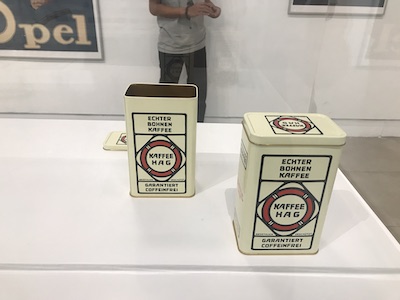 Opel
ECHTER
BOHNEN
KAFFEE
KAFFEE
HAG
GARANTIERT
COFFEINFREI
ECHTER
BOHNEN
KAFFEE
KAFFEE
HAG
GARANTIERT
COFFEINFREI